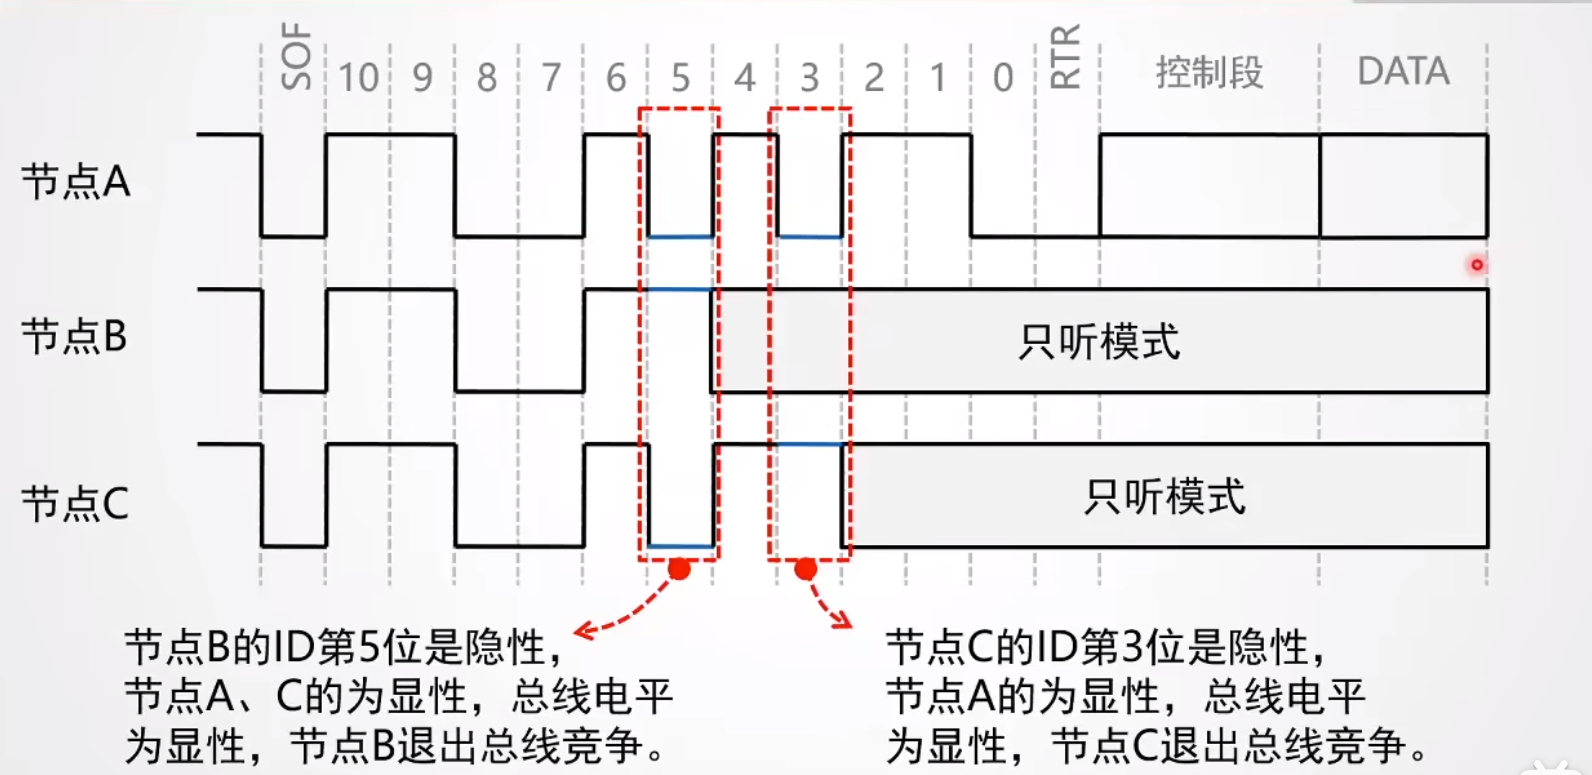 SOF 10 9 8 7 6 5 4 3 2 1 0 RTR 控制段 DATA
节点A
节点B
只听模式
节点C
只听模式
节点B的ID第5位是隐性，
节点A、C的为显性，总线电平
为显性，节点B退出总线竞争。
节点C的ID第3位是隐性，
节点A的为显性，总线电平
为显性，节点C退出总线竞争。